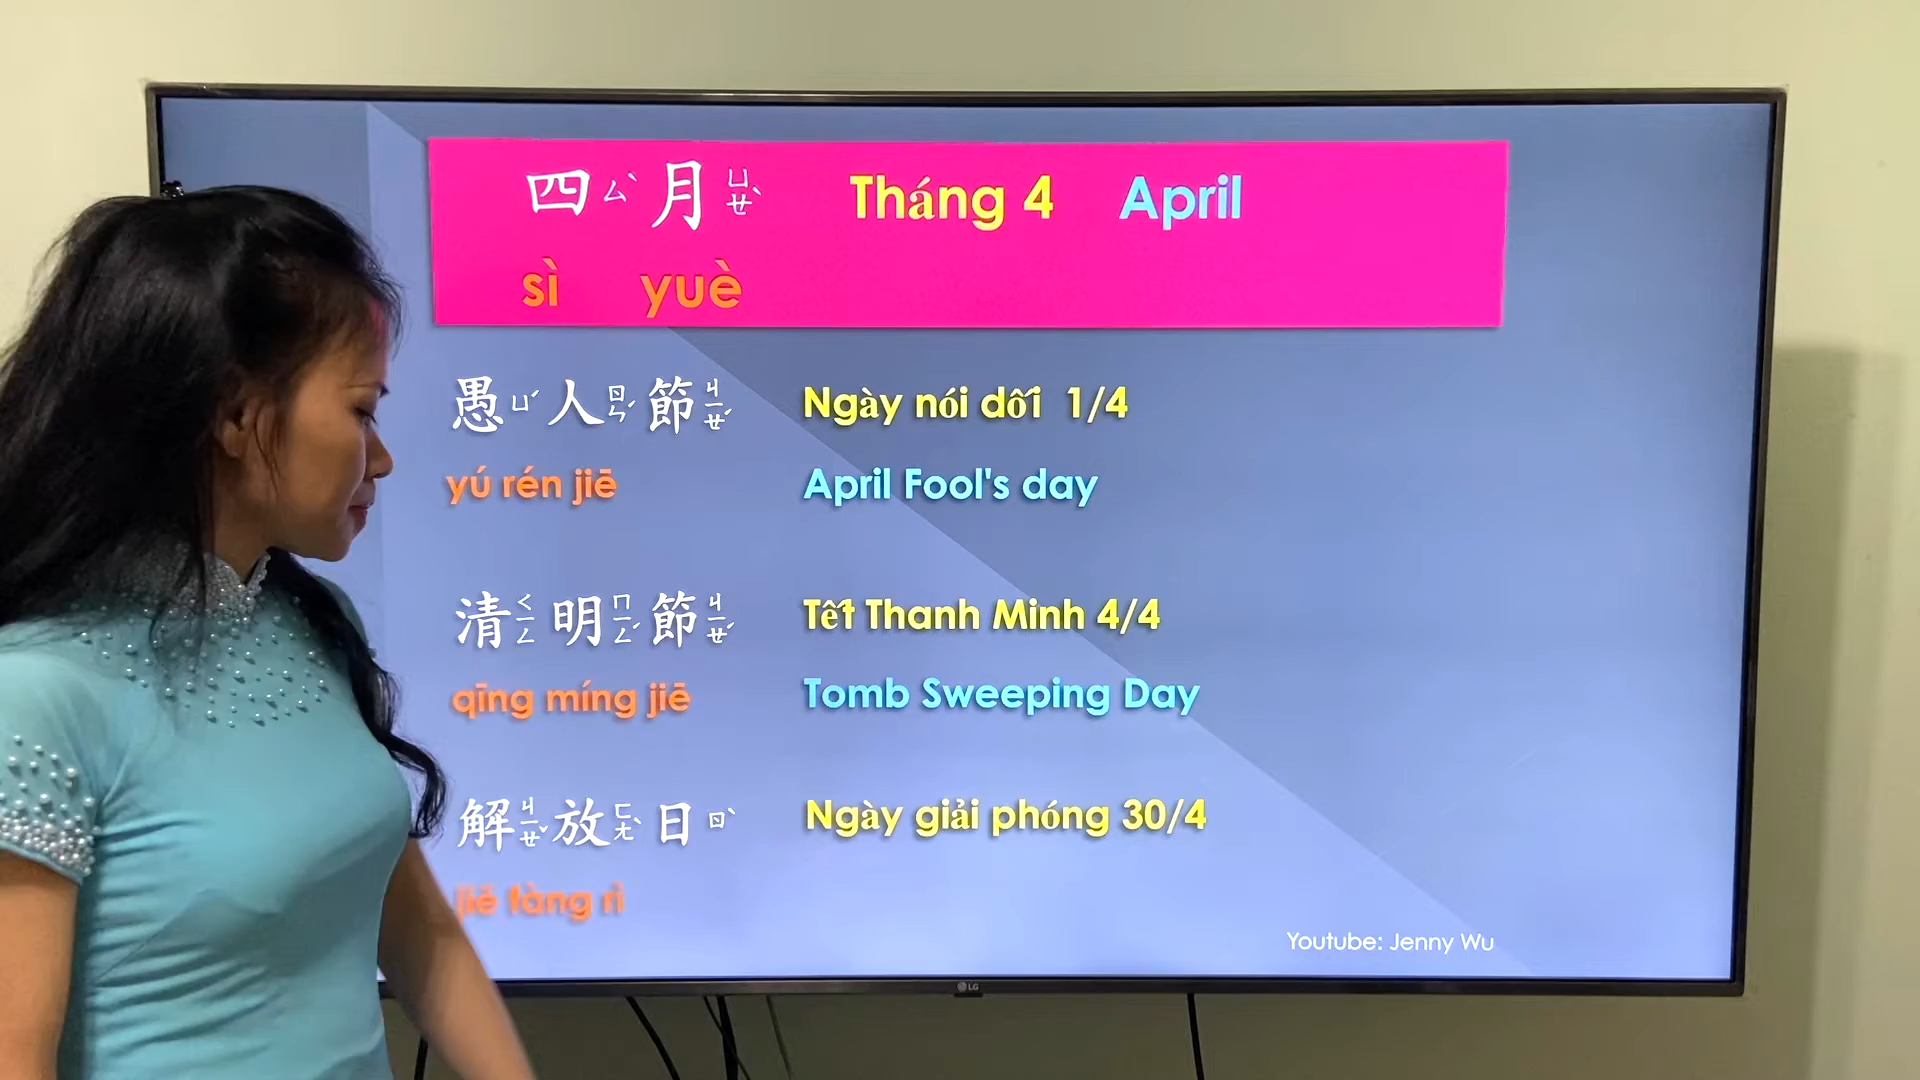 四ㄙˋ月ㄩㄝˋ Tháng 4 April
sì yuè
愚ㄩˊ人ㄖㄣˊ節ㄐㄧㄝˊ Ngày nói dối 1/4
yú rén jiē April Fool's day
清ㄑㄧㄥ明ㄇㄧㄥˊ節ㄐㄧㄝˊ Tết Thanh Minh 4/4
qīng míng jiē Tomb Sweeping Day
解ㄐㄧㄝˇ放ㄈㄤˋ日ㄖˋ Ngày giải phóng 30/4
jiē fàng rì
Youtube: Jenny Wu
LG